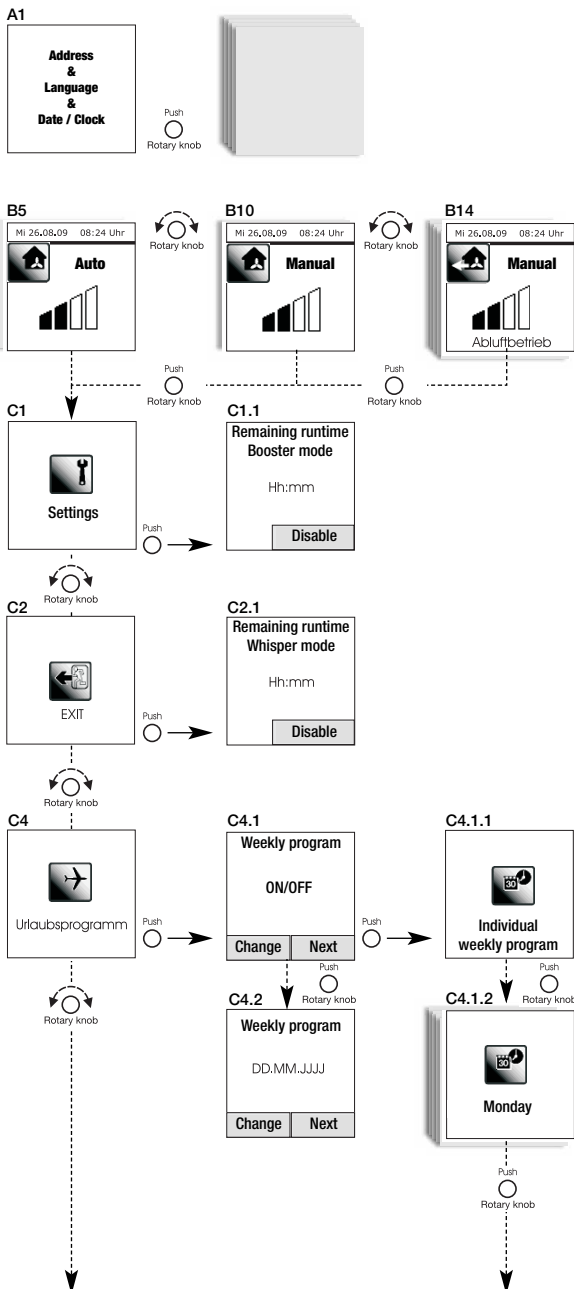 A1
Address
&
Language
&
Date / Clock
Push
Rotary knob
B5
Mi 26.08.09 08:24 Uhr
Auto
Rotary knob
B10
Mi 26.08.09 08:24 Uhr
Manual
Rotary knob
B14
Mi 26.08.09 08:24 Uhr
Manual
Abluftbetrieb
Push
Rotary knob
Push
Rotary knob
C1
Settings
Push
C1.1
Remaining runtime
Booster mode
Hh:mm
Disable
Rotary knob
C2
EXIT
Push
C2.1
Remaining runtime
Whisper mode
Hh:mm
Disable
Rotary knob
C4
Urlaubsprogramm
Push
C4.1
Weekly program
ON/OFF
Change Next
Push
C4.1.1
30
Individual
weekly program
Rotary knob
Push
Rotary knob
C4.2
Weekly program
DD.MM.JJJJ
Change Next
Push
Rotary knob
C4.1.2
30
Monday
Push
Rotary knob